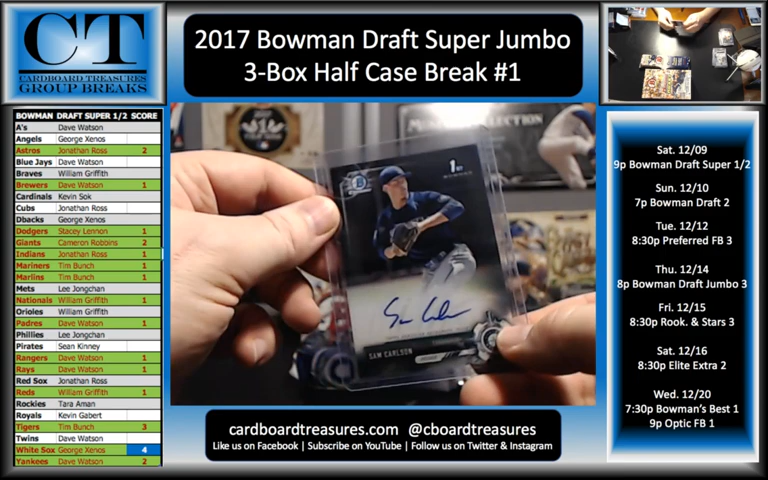 CT
CARDBOARD TREASURES
GROUP BREAKS
2017 Bowman Draft Super Jumbo
3-Box Half Case Break #1
BOWMAN DRAFT SUPER 1/2 SCORE
A's Dave Watson
Angels George Xenos
Astros Jonathan Ross 2
Blue Jays Dave Watson
Braves William Griffith
Brewers Dave Watson 1
Cardinals Kevin Sok
Cubs Jonathan Ross
Dbacks George Xenos
Dodgers Stacey Lennon 1
Giants Cameron Robbins 2
Indians Jonathan Ross 1
Mariners Tim Bunch 1
Marlins Tim Bunch 1
Mets Lee Jongchan
Nationals William Griffith 1
Orioles William Griffith
Padres Dave Watson 1
Phillies Lee Jongchan
Pirates Sean Kinney
Rangers Dave Watson 1
Rays Dave Watson 1
Red Sox Jonathan Ross
Reds William Griffith 1
Rockies Tara Aman
Royals Kevin Gabert
Tigers Tim Bunch 3
Twins Dave Watson
White Sox George Xenos 4
Yankees Dave Watson 2
1st
BOWMAN
SAM CARLSON
Sat. 12/09
9p Bowman Draft Super 1/2
Sun. 12/10
7p Bowman Draft 2
Tue. 12/12
8:30p Preferred FB 3
Thu. 12/14
8p Bowman Draft Jumbo 3
Fri. 12/15
8:30p Rook. & Stars 3
Sat. 12/16
8:30p Elite Extra 2
Wed. 12/20
7:30p Bowman's Best 1
9p Optic FB 1
cardboardtreasures.com @cboardtreasures
Like us on Facebook | Subscribe on YouTube | Follow us on Twitter & Instagram